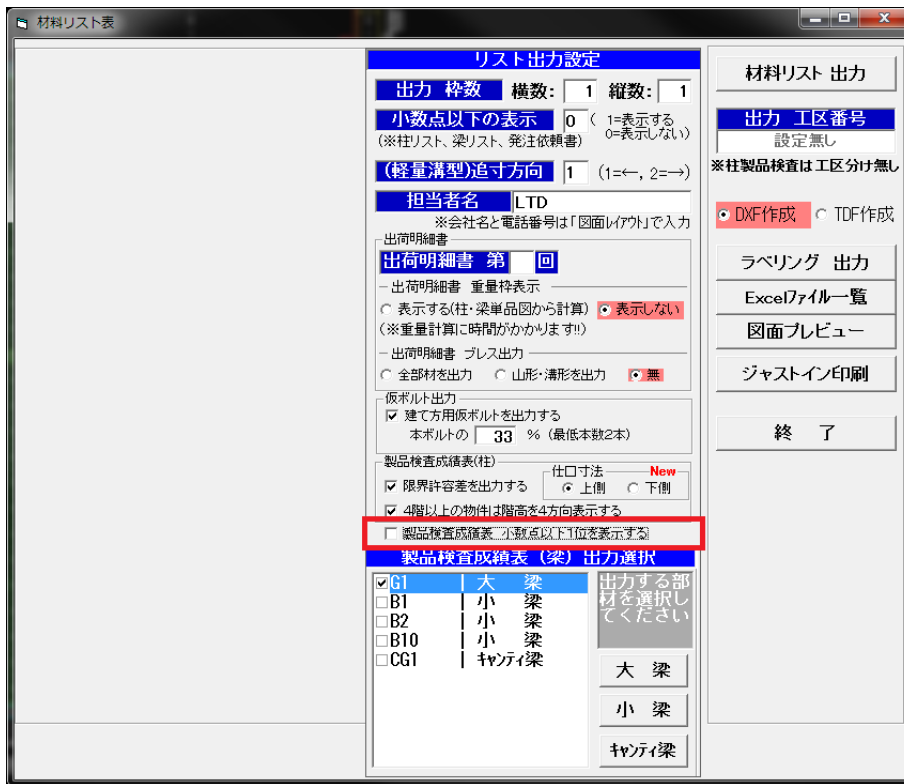 材料リスト表
リスト出力設定
出力 枠数 横数: 1 縦数: 1
小数点以下の表示 0 ( 1=表示する
0=表示しない)
(※柱リスト、梁リスト、発注依頼書)
(軽量溝型)追寸方向 1 (1=←, 2=→)
担当者名 LTD
※会社名と電話番号は「図面レイアウト」で入力
出荷明細書
出荷明細書 第 回
出荷明細書 重量枠表示
表示する(柱・梁単品図から計算) 表示しない
(※重量計算に時間がかかります!!)
出荷明細書 ブレス出力
全部材を出力 山形・溝形を出力 無
仮ボルト出力
建て方用仮ボルトを出力する
本ボルトの 33 % (最低本数2本)
製品検査成績表(柱)
仕口寸法 New
限界許容差を出力する 上側 下側
4階以上の物件は階高を4方向表示する
製品検査成績表 小数点以下1位を表示する
製品検査成績表(梁)出力選択
G1 | 大 梁
B1 | 小 梁
B2 | 小 梁
B10 | 小 梁
CG1 | キャンティ梁
出力する部
材を選択し
てください
大 梁
小 梁
キャンティ梁
材料リスト 出力
出力 工区番号
設定無し
※柱製品検査は工区分け無し
DXF作成 TDF作成
ラベリング 出力
Excelファイル一覧
図面プレビュー
ジャストイン印刷
終 了